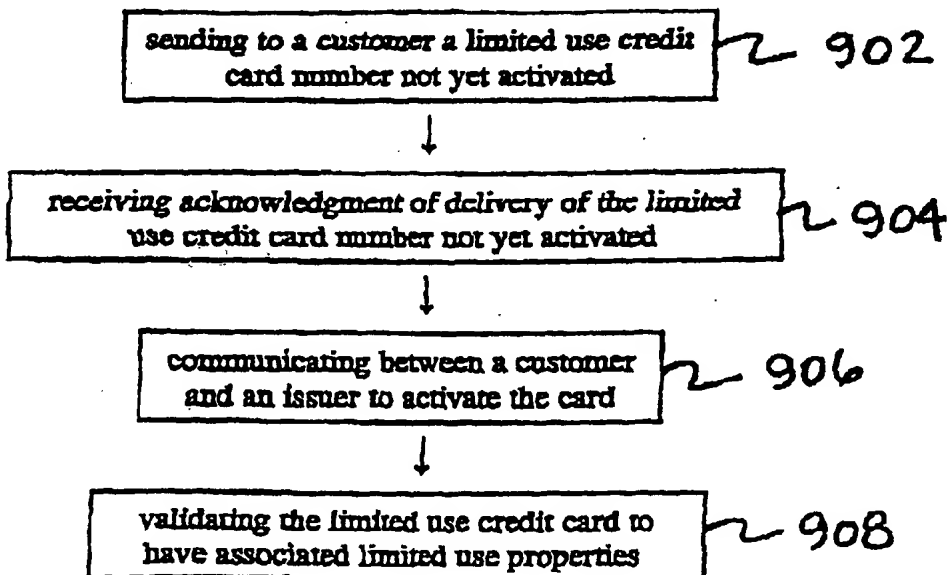 sending to a customer a limited use credit
card number not yet activated
902
receiving acknowledgment of delivery of the limited
use credit card number not yet activated
904
communicating between a customer
and an issuer to activate the card
906
validating the limited use credit card to
have associated limited use properties
908